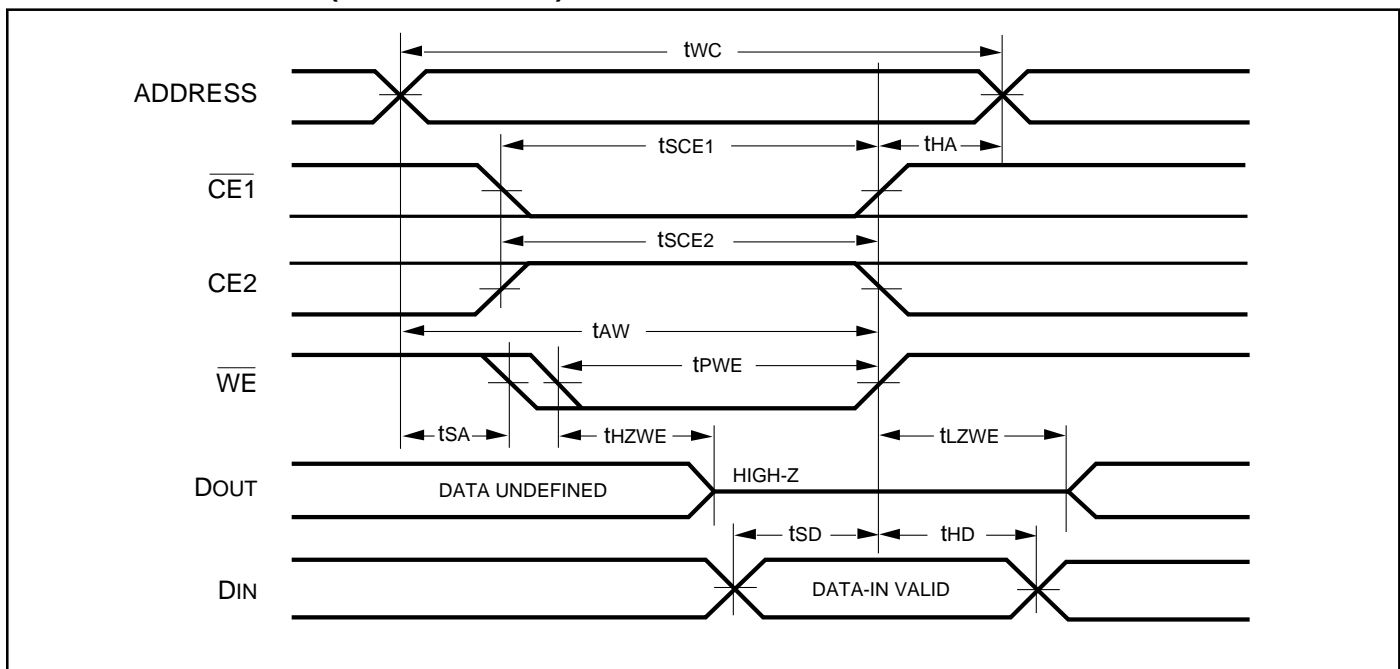 (
)
tWC
ADDRESS
tSCE1
tHA
CE1
tSCE2
CE2
tAW
tPWE
WE
tSA
tHZWE
tLZWE
DOUT
DATA UNDEFINED
HIGH-Z
tSD
tHD
DIN
DATA-IN VALID